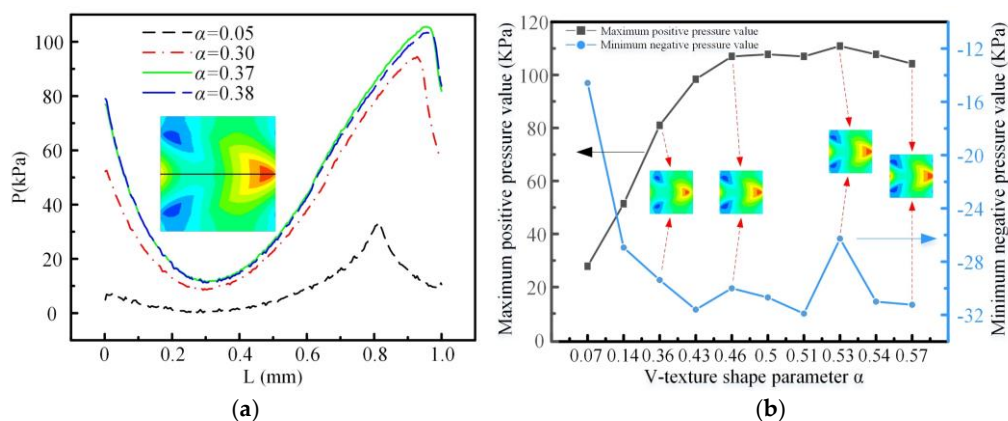 (a)
α=0.05
α=0.30
α=0.37
α=0.38
P(kPa)
100
80
60
40
20
0
0 0.2 0.4 0.6 0.8 1.0
L (mm)
(a)
(b)
Maximum positive pressure value
Minimum negative pressure value
Maximum positive pressure value (KPa)
120
100
80
60
40
20
0
Minimum negative pressure value (KPa)
-12
-16
-20
-24
-28
-32
0.07 0.14 0.36 0.43 0.46 0.5 0.51 0.53 0.54 0.57
V-texture shape parameter α
(b)